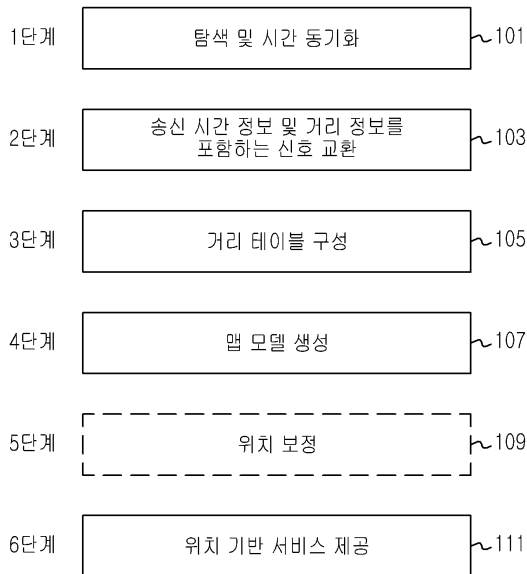 1단계 탐색 및 시간 동기화 101
2단계 송신 시간 정보 및 거리 정보를
포함하는 신호 교환 103
3단계 거리 테이블 구성 105
4단계 맵 모델 생성 107
5단계 위치 보정 109
6단계 위치 기반 서비스 제공 111